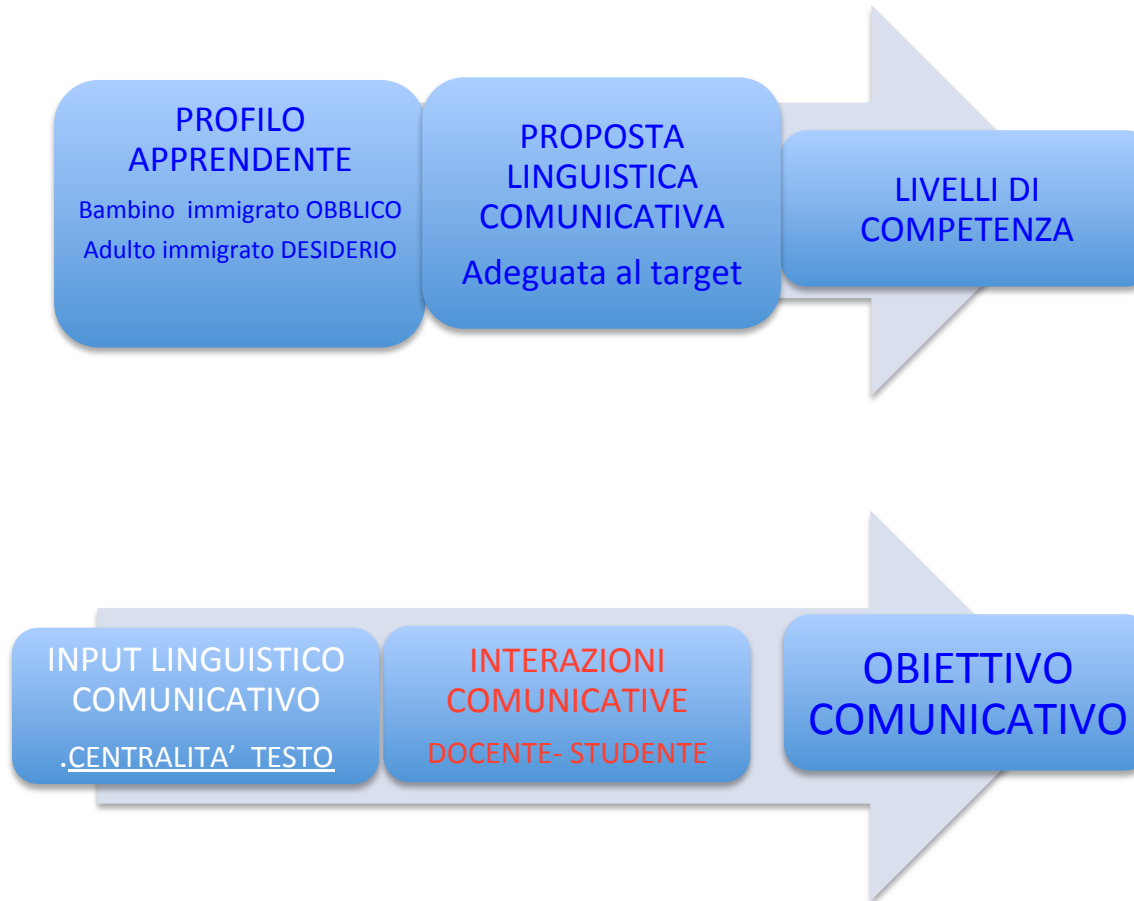 PROFILO
APPRENDENTE
Bambino immigrato OBBLICO
Adulto immigrato DESIDERIO
PROPOSTA
LINGUISTICA
COMUNICATIVA
Adeguata al target
LIVELLI DI
COMPETENZA
INPUT LINGUISTICO
COMUNICATIVO
.CENTRALITA’ TESTO
INTERAZIONI
COMUNICATIVE
DOCENTE- STUDENTE
OBIETTIVO
COMUNICATIVO